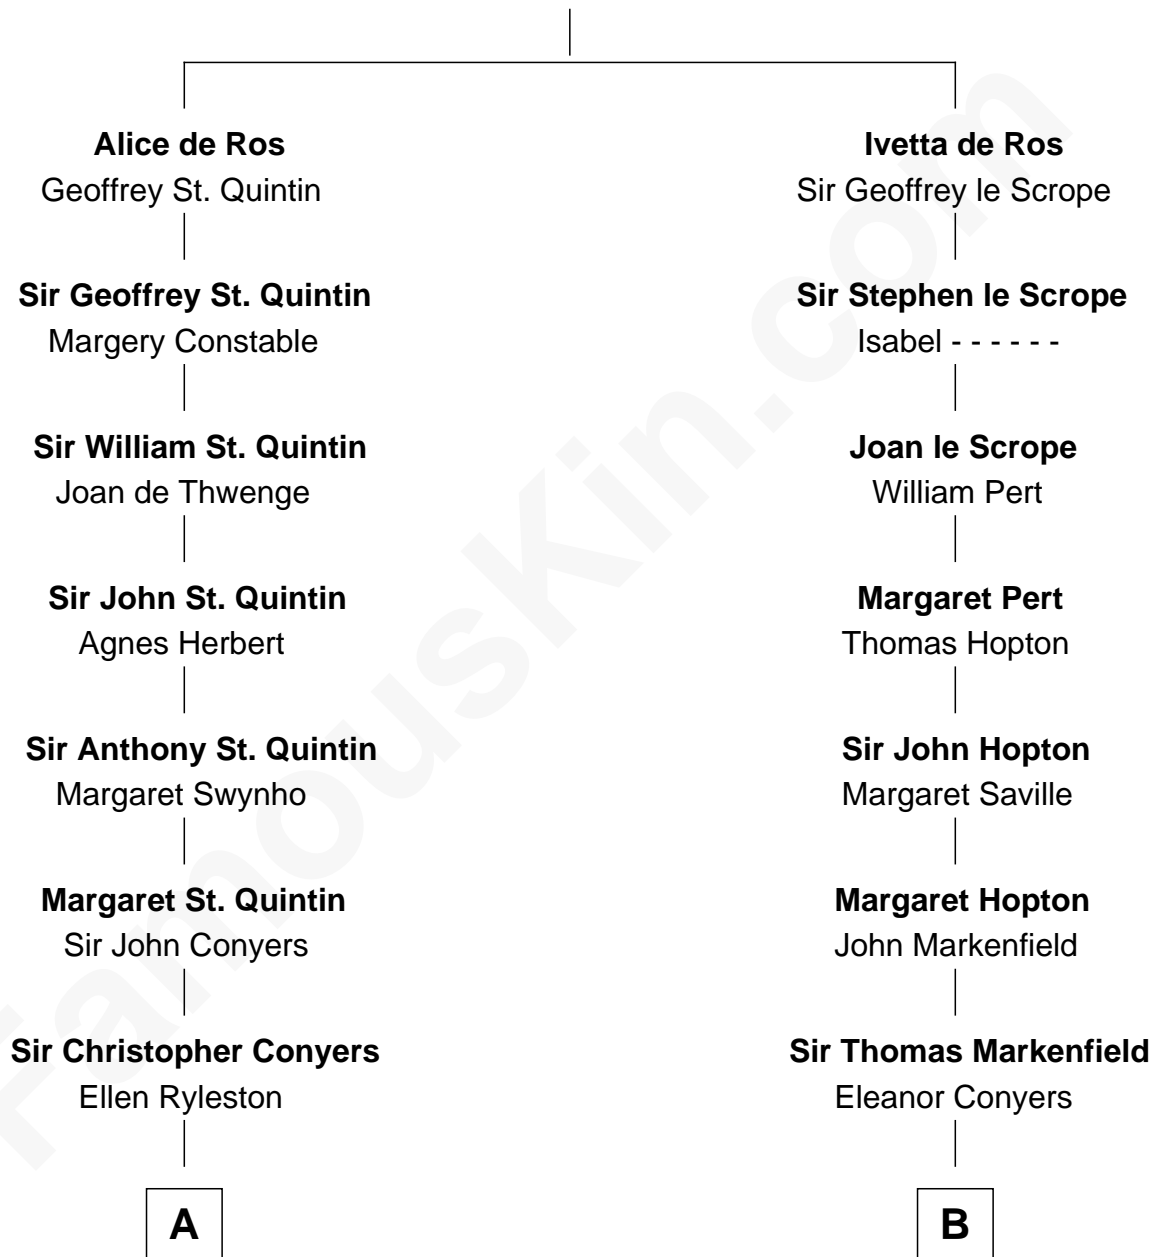 Alice de Ros
Geoffrey St. Quintin
Sir Geoffrey St. Quintin
Margery Constable
Sir William St. Quintin
Joan de Thwenge
Sir John St. Quintin
Agnes Herbert
Sir Anthony St. Quintin
Margaret Swynho
Margaret St. Quintin
Sir John Conyers
Sir Christopher Conyers
Ellen Ryleston
A
Ivetta de Ros
Sir Geoffrey le Scrope
Sir Stephen le Scrope
Isabel - - - - - -
Joan le Scrope
William Pert
Margaret Pert
Thomas Hopton
Sir John Hopton
Margaret Saville
Margaret Hopton
John Markenfield
Sir Thomas Markenfield
Eleanor Conyers
B
FamousKin.com